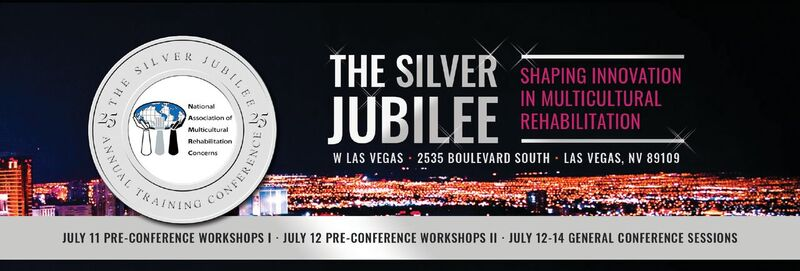 THE SILVER JUBILEE
25
25
ANNUAL TRAINING CONFERENCE
National
Association of
Multicultural
Rehabilitation
Concerns
THE SILVER
JUBILEE
SHAPING INNOVATION
IN MULTICULTURAL
REHABILITATION
W LAS VEGAS · 2535 BOULEVARD SOUTH · LAS VEGAS, NV 89109
JULY 11 PRE-CONFERENCE WORKSHOPS I · JULY 12 PRE-CONFERENCE WORKSHOPS II · JULY 12-14 GENERAL CONFERENCE SESSIONS